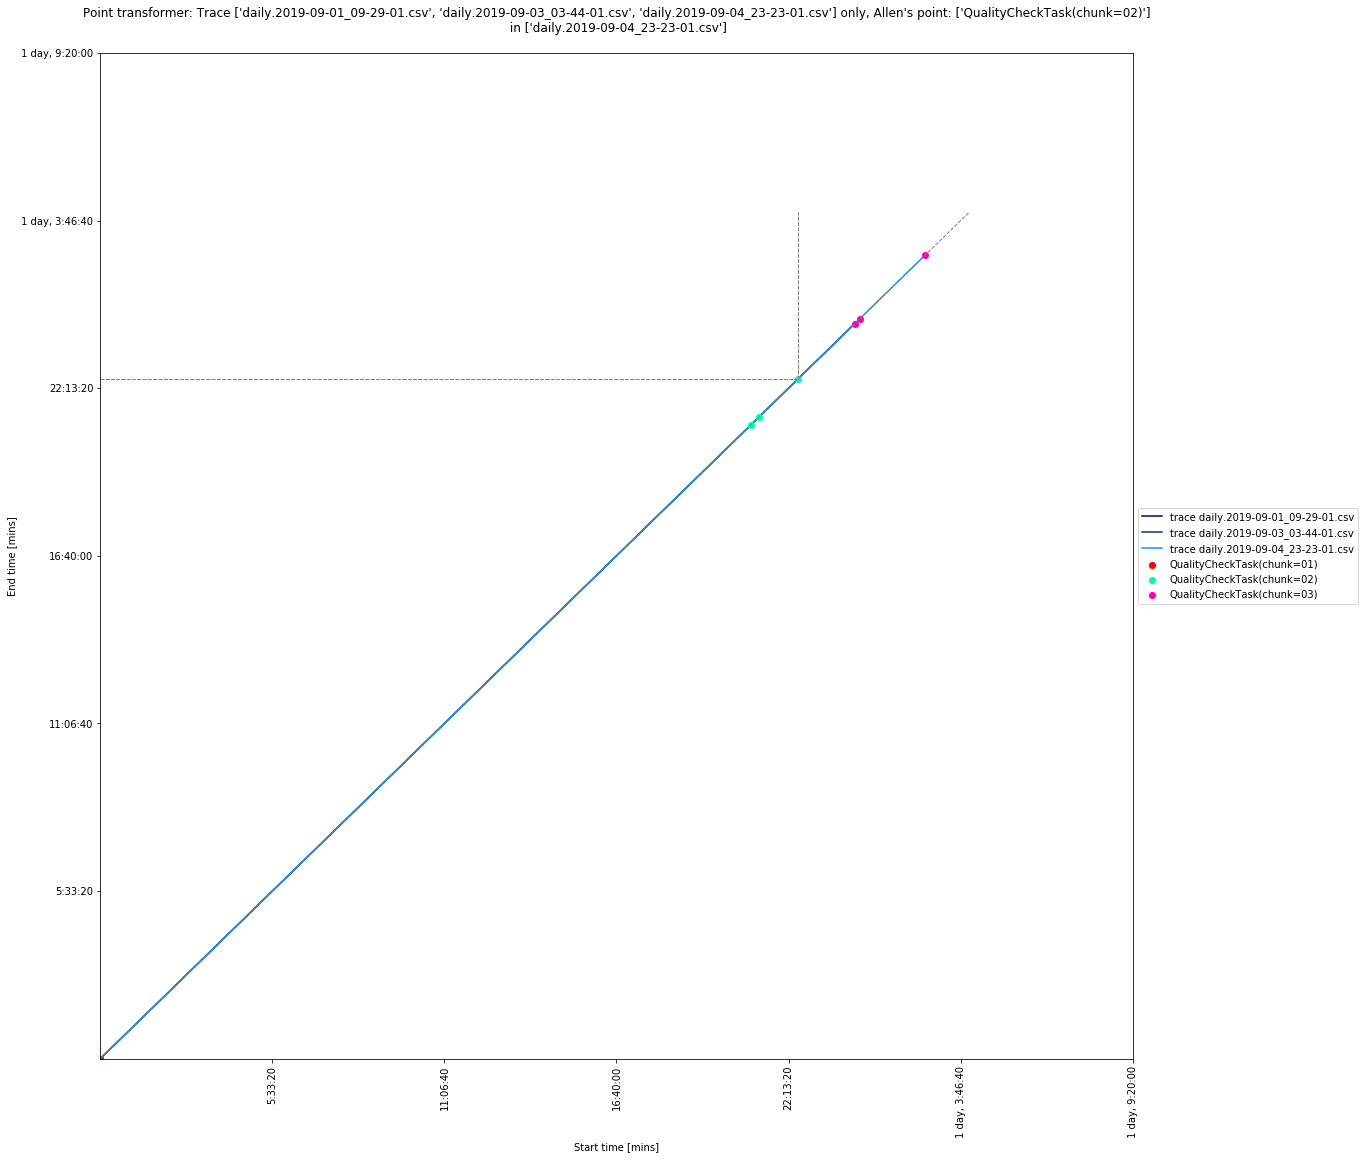 Point transformer: Trace ['daily.2019-09-01_09-29-01.csv', 'daily.2019-09-03_03-44-01.csv', 'daily.2019-09-04_23-23-01.csv'] only, Allen's point: ['QualityCheckTask(chunk=02)']
in ['daily.2019-09-04_23-23-01.csv']
1 day, 9:20:00
1 day, 3:46:40
22:13:20
16:40:00
11:06:40
5:33:20
End time [mins]
trace daily.2019-09-01_09-29-01.csv
trace daily.2019-09-03_03-44-01.csv
trace daily.2019-09-04_23-23-01.csv
QualityCheckTask(chunk=01)
QualityCheckTask(chunk=02)
QualityCheckTask(chunk=03)
5:33:20
11:06:40
16:40:00
22:13:20
1 day, 3:46:40
1 day, 9:20:00
Start time [mins]